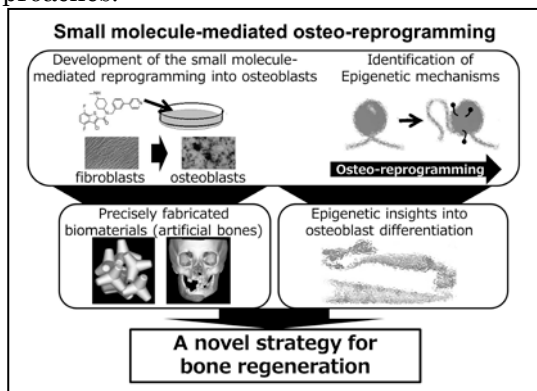 proaches.
Small molecule-mediated osteo-reprogramming
Development of the small molecule-
mediated reprogramming into osteoblasts
fibroblasts
osteoblasts
Identification of
Epigenetic mechanisms
Osteo-reprogramming
Precisely fabricated
biomaterials (artificial bones)
Epigenetic insights into
osteoblast differentiation
A novel strategy for
bone regeneration